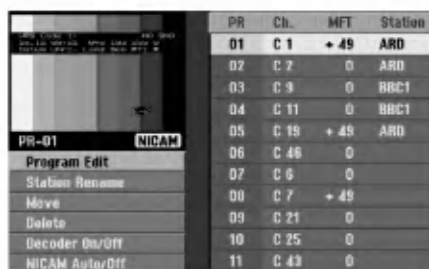 PR-01 NICAM
Program Edit
Station Rename
Move
Delete
Decoder On/Off
NICAM Auto/Off
PR Ch. MFT Station
01 C 1 + 49 ARD
02 C 2 0 ARD
03 C 9 0 BBC1
04 C 11 0 BBC1
05 C 19 + 49 ARD
06 C 46 0
07 C 6 0
08 C 7 + 49
09 C 21 0
10 C 25 0
11 C 43 0